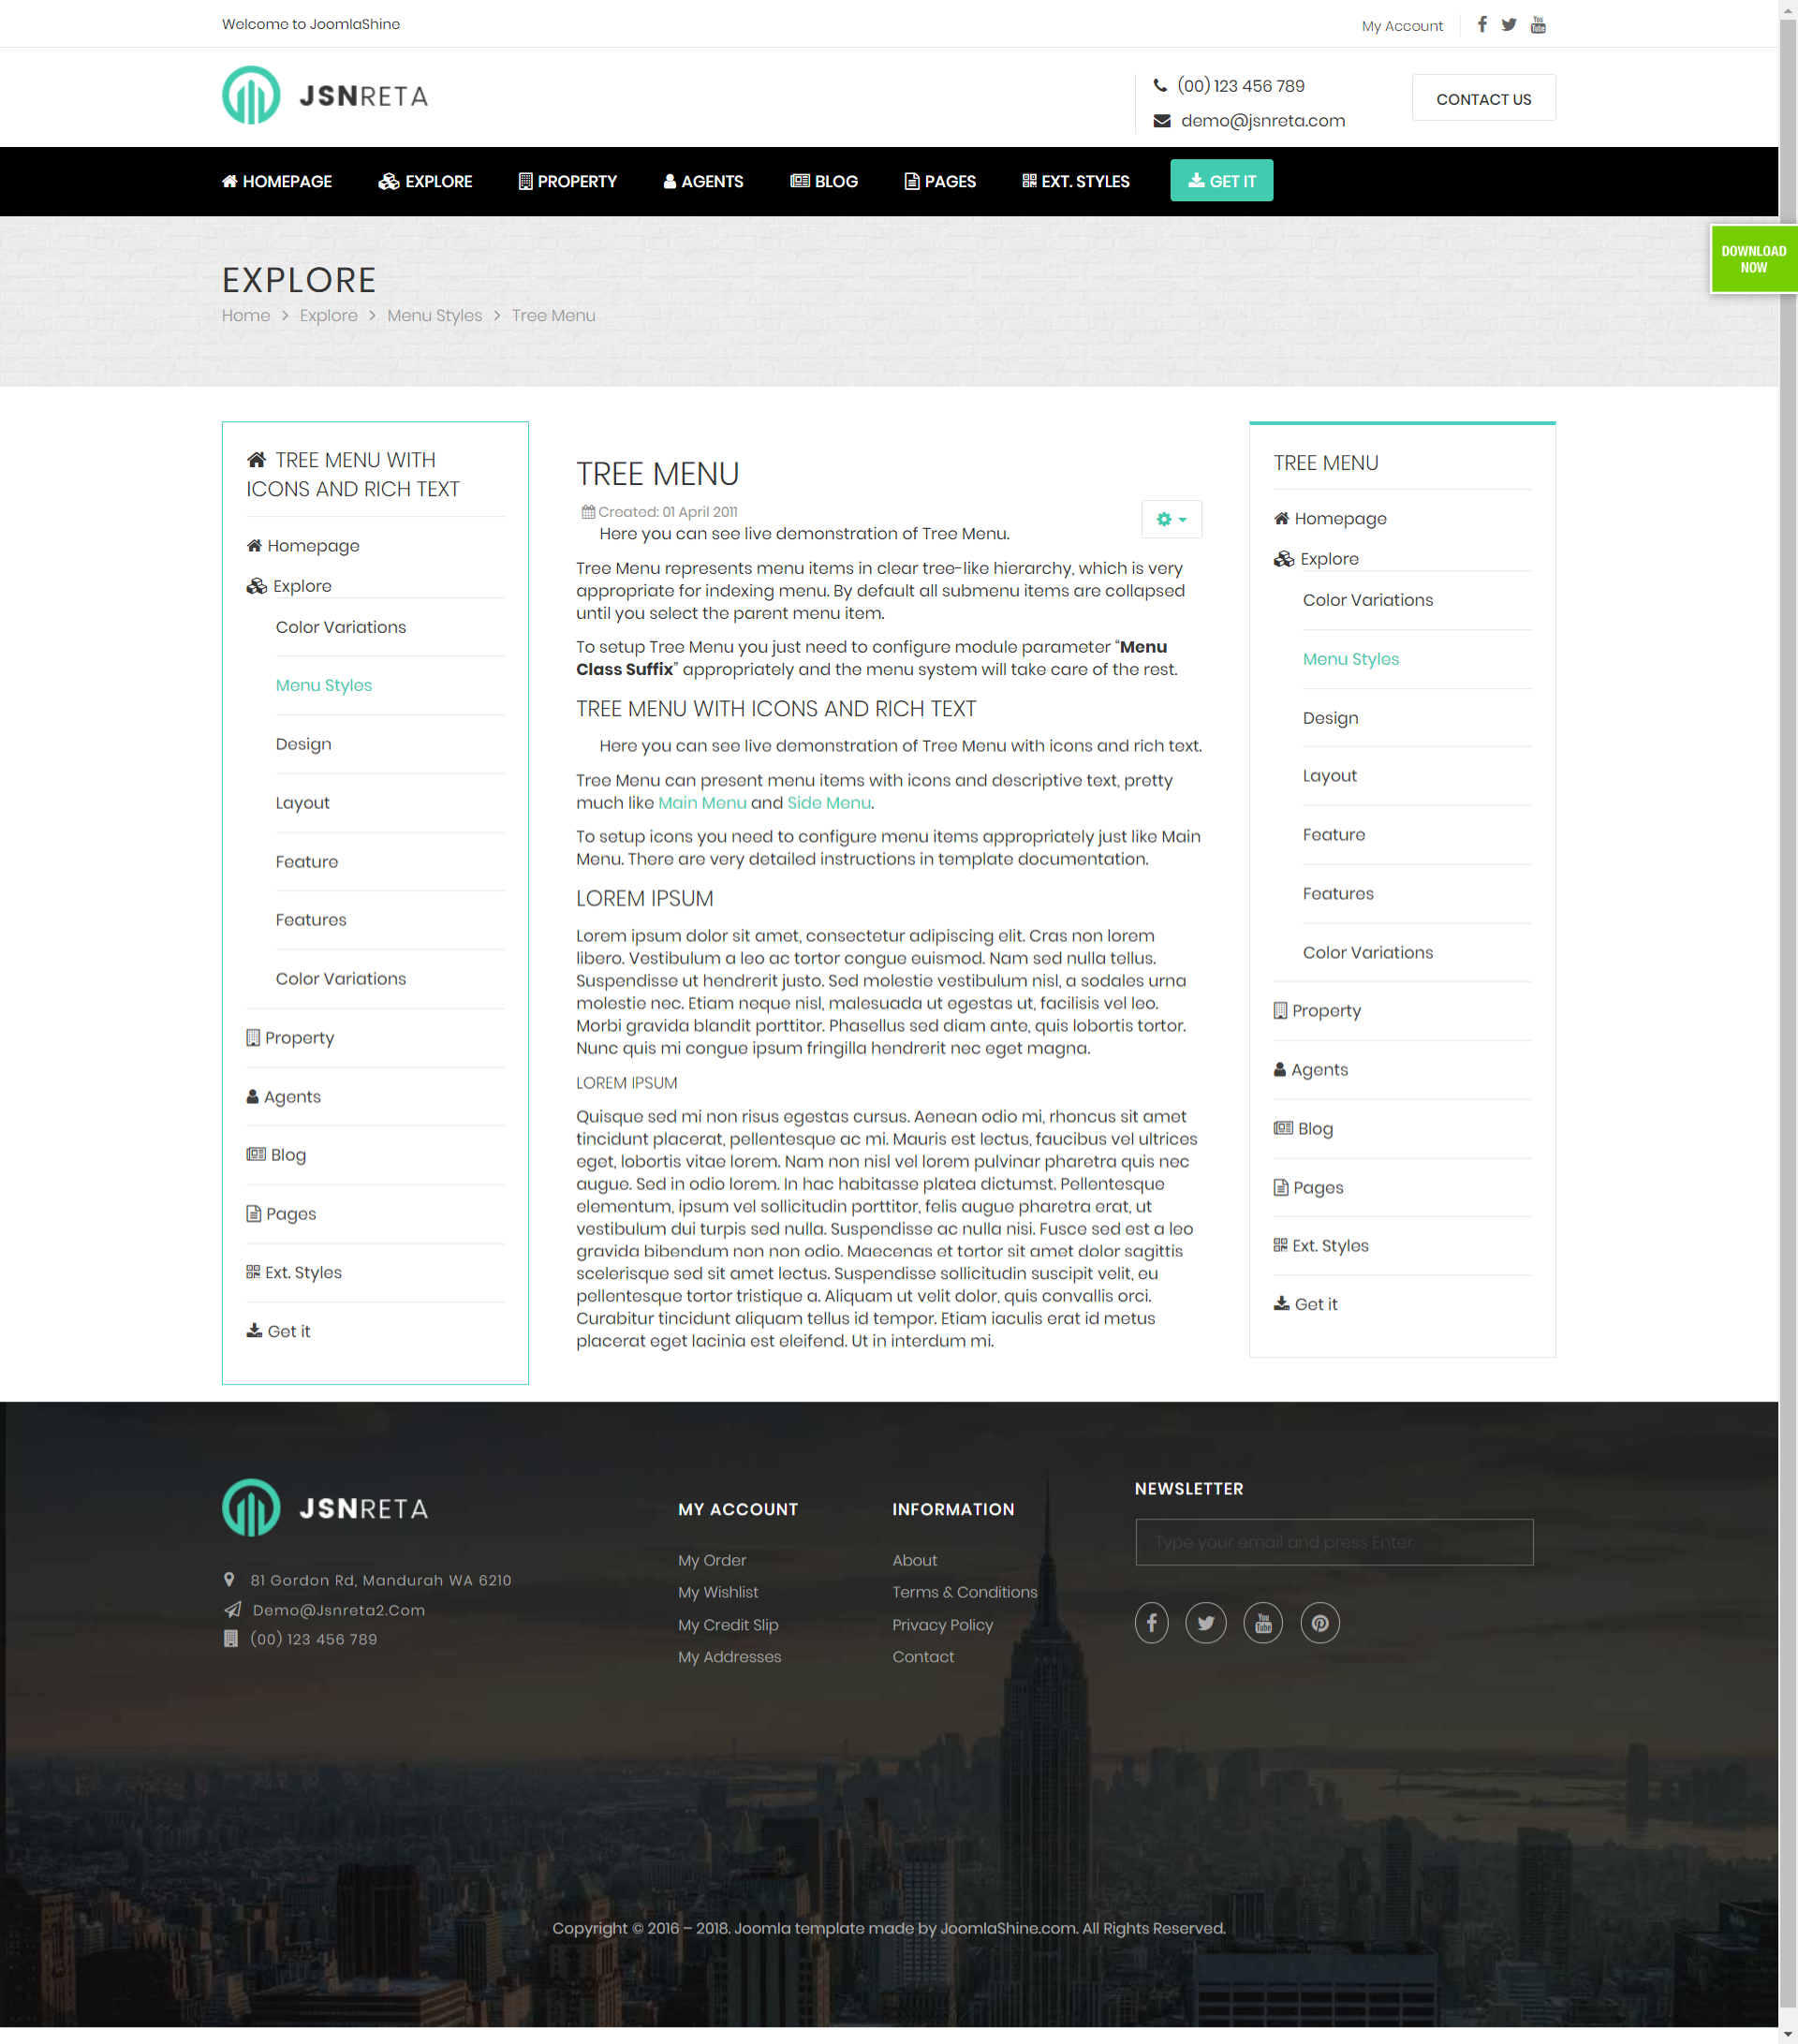 Welcome to JoomlaShine
My Account
JSNRETA
(00) 123 456 789
demo@jsnreta.com
CONTACT US
HOMEPAGE
EXPLORE
PROPERTY
AGENTS
BLOG
PAGES
EXT. STYLES
GET IT
DOWNLOAD
NOW
EXPLORE
Home > Explore > Menu Styles > Tree Menu
TREE MENU WITH
ICONS AND RICH TEXT
Homepage
Explore
Color Variations
Menu Styles
Design
Layout
Feature
Features
Color Variations
Property
Agents
Blog
Pages
Ext. Styles
Get it
TREE MENU
Created: 01 April 2011
Here you can see live demonstration of Tree Menu.
Tree Menu represents menu items in clear tree-like hierarchy, which is very
appropriate for indexing menu. By default all submenu items are collapsed
until you select the parent menu item.
To setup Tree Menu you just need to configure module parameter “Menu
Class Suffix” appropriately and the menu system will take care of the rest.
TREE MENU WITH ICONS AND RICH TEXT
Here you can see live demonstration of Tree Menu with icons and rich text.
Tree Menu can present menu items with icons and descriptive text, pretty
much like Main Menu and Side Menu.
To setup icons you need to configure menu items appropriately just like Main
Menu. There are very detailed instructions in template documentation.
LOREM IPSUM
Lorem ipsum dolor sit amet, consectetur adipiscing elit. Cras non lorem
libero. Vestibulum a leo ac tortor congue euismod. Nam sed nulla tellus.
Suspendisse ut hendrerit justo. Sed molestie vestibulum nisl, a sodales urna
molestie nec. Etiam neque nisl, malesuada ut egestas ut, facilisis vel leo.
Morbi gravida blandit porttitor. Phasellus sed diam ante, quis lobortis tortor.
Nunc quis mi congue ipsum fringilla hendrerit nec eget magna.
LOREM IPSUM
Quisque sed mi non risus egestas cursus. Aenean odio mi, rhoncus sit amet
tincidunt placerat, pellentesque ac mi. Mauris est lectus, faucibus vel ultrices
eget, lobortis vitae lorem. Nam non nisl vel lorem pulvinar pharetra quis nec
augue. Sed in odio lorem. In hac habitasse platea dictumst. Pellentesque
elementum, ipsum vel sollicitudin porttitor, felis augue pharetra erat, ut
vestibulum dui turpis sed nulla. Suspendisse ac nulla nisi. Fusce sed est a leo
gravida bibendum non non odio. Maecenas et tortor sit amet dolor sagittis
scelerisque sed sit amet lectus. Suspendisse sollicitudin suscipit velit, eu
pellentesque tortor tristique a. Aliquam ut velit dolor, quis convallis orci.
Curabitur tincidunt aliquam tellus id tempor. Etiam iaculis erat id metus
placerat eget lacinia est eleifend. Ut in interdum mi.
TREE MENU
Homepage
Explore
Color Variations
Menu Styles
Design
Layout
Feature
Features
Color Variations
Property
Agents
Blog
Pages
Ext. Styles
Get it
JSNRETA
81 Gordon Rd, Mandurah WA 6210
Demo@Jsnreta2.Com
(00) 123 456 789
MY ACCOUNT
My Order
My Wishlist
My Credit Slip
My Addresses
INFORMATION
About
Terms & Conditions
Privacy Policy
Contact
NEWSLETTER
Type your email and press Enter
Copyright © 2016 – 2018. Joomla template made by JoomlaShine.com. All Rights Reserved.